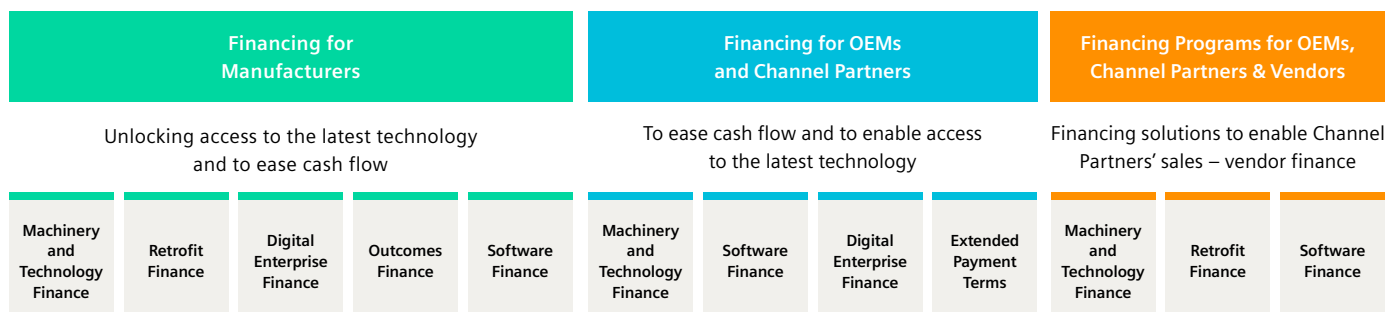 Financing for
Manufacturers
Financing for OEMs
and Channel Partners
Financing Programs for OEMs,
Channel Partners & Vendors
Unlocking access to the latest technology
and to ease cash flow
To ease cash flow and to enable access
to the latest technology
Financing solutions to enable Channel
Partners’ sales – vendor finance
Machinery
and
Technology
Finance
Retrofit
Finance
Digital
Enterprise
Finance
Outcomes
Finance
Software
Finance
Machinery
and
Technology
Finance
Software
Finance
Digital
Enterprise
Finance
Extended
Payment
Terms
Machinery
and
Technology
Finance
Retrofit
Finance
Software
Finance